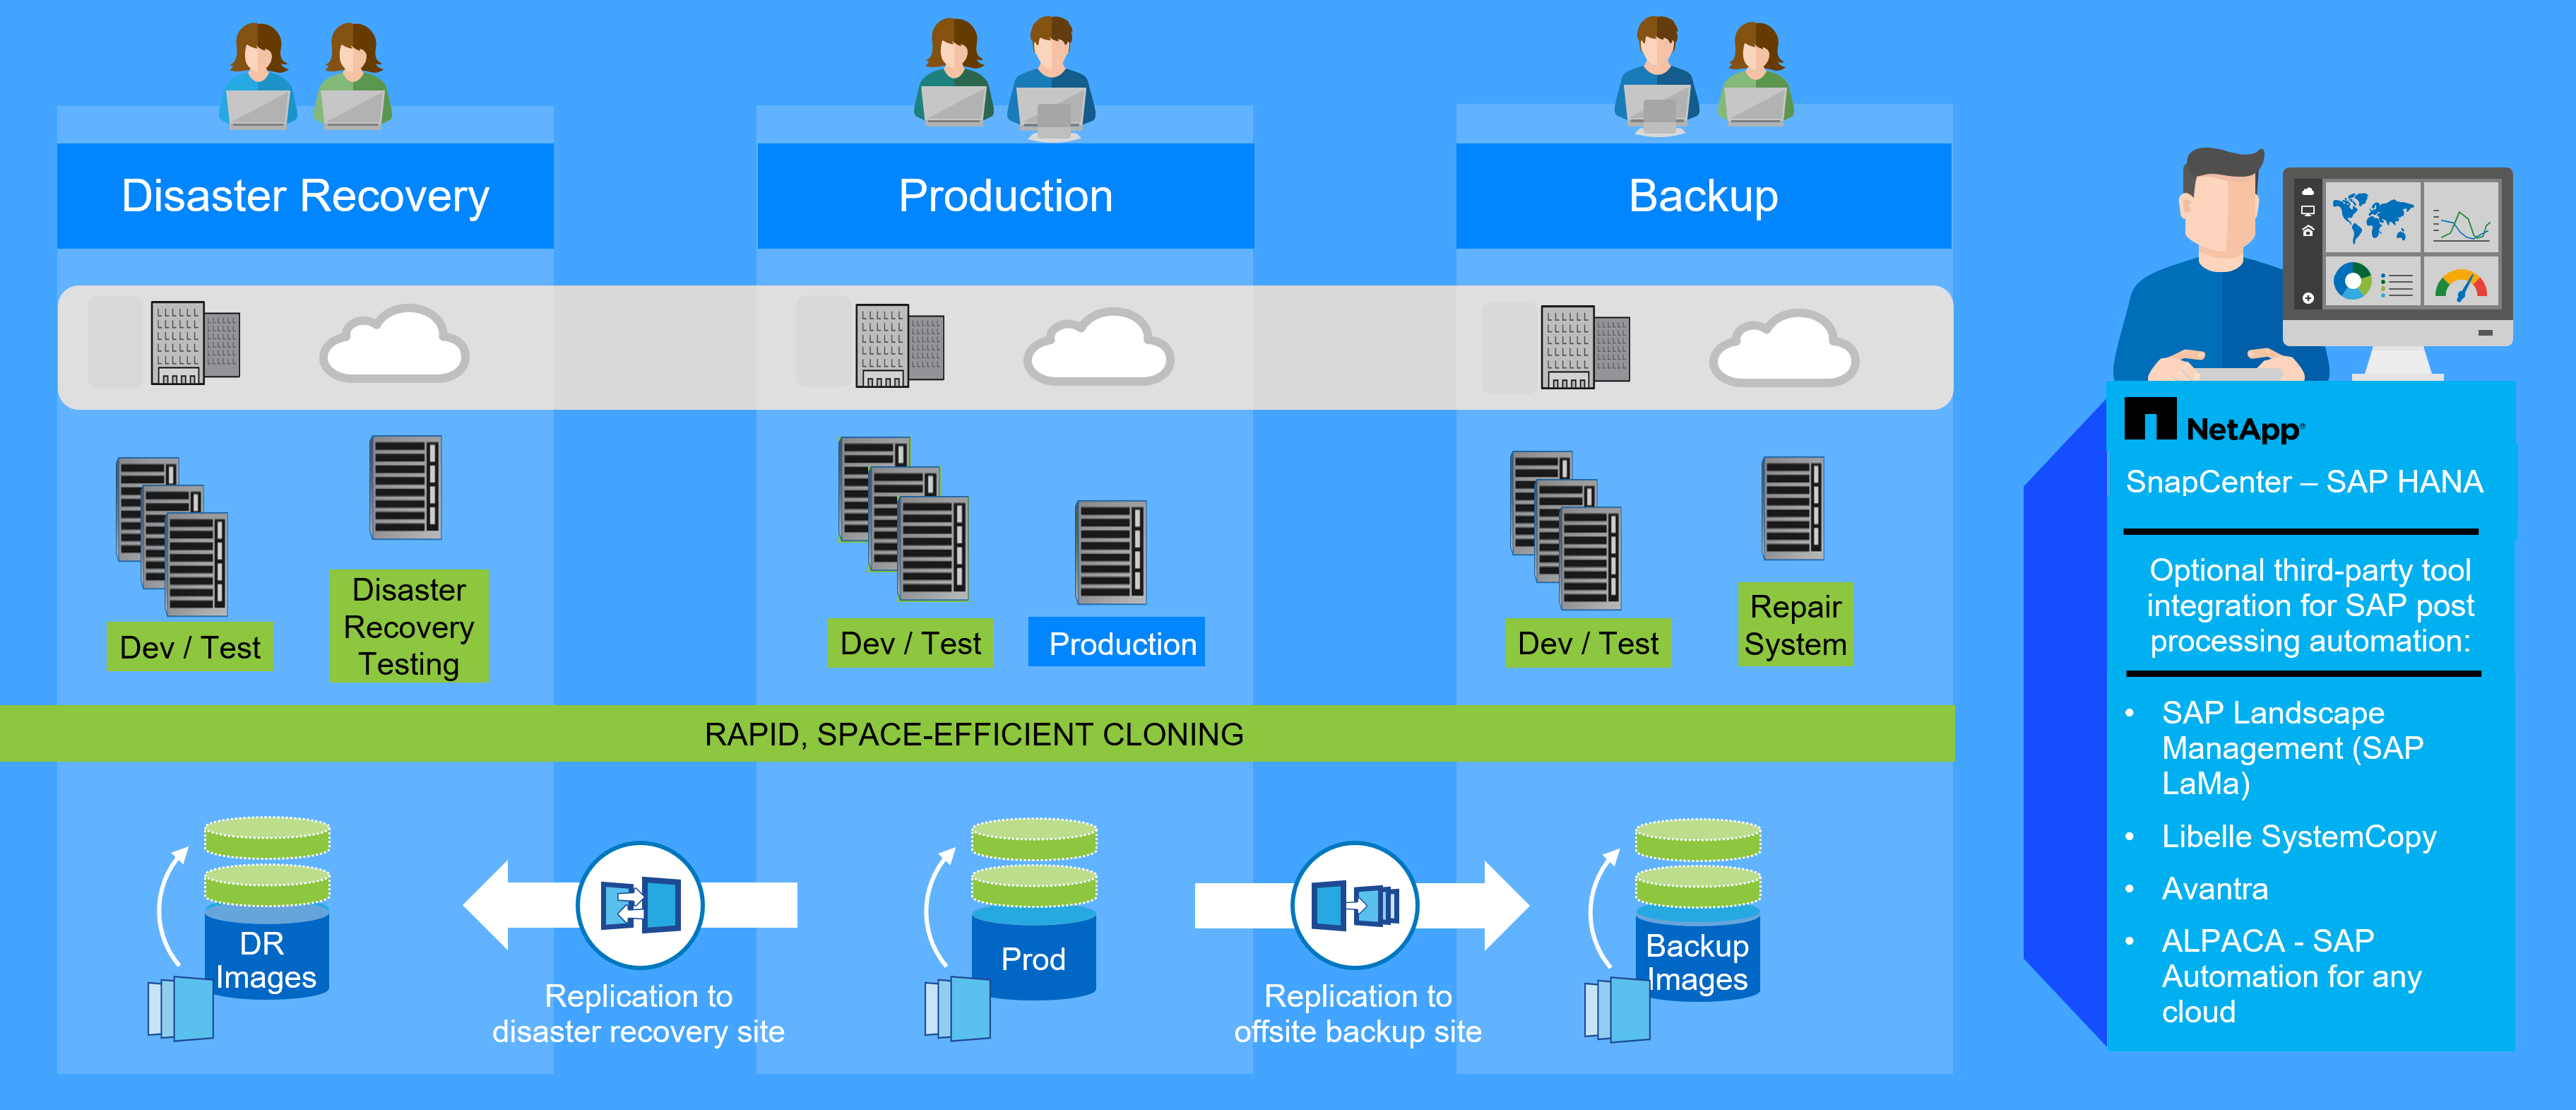 Disaster Recovery
Production
Backup
Dev / Test
Disaster
Recovery
Testing
Dev / Test
Production
Dev / Test
Repair
System
RAPID, SPACE-EFFICIENT CLONING
DR
Images
Replication to
disaster recovery site
Prod
Replication to
offsite backup site
Backup
Images
NetApp®
SnapCenter – SAP HANA
Optional third-party tool
integration for SAP post
processing automation:
• SAP Landscape
Management (SAP
LaMa)
• Libelle SystemCopy
• Avantra
• ALPACA - SAP
Automation for any
cloud